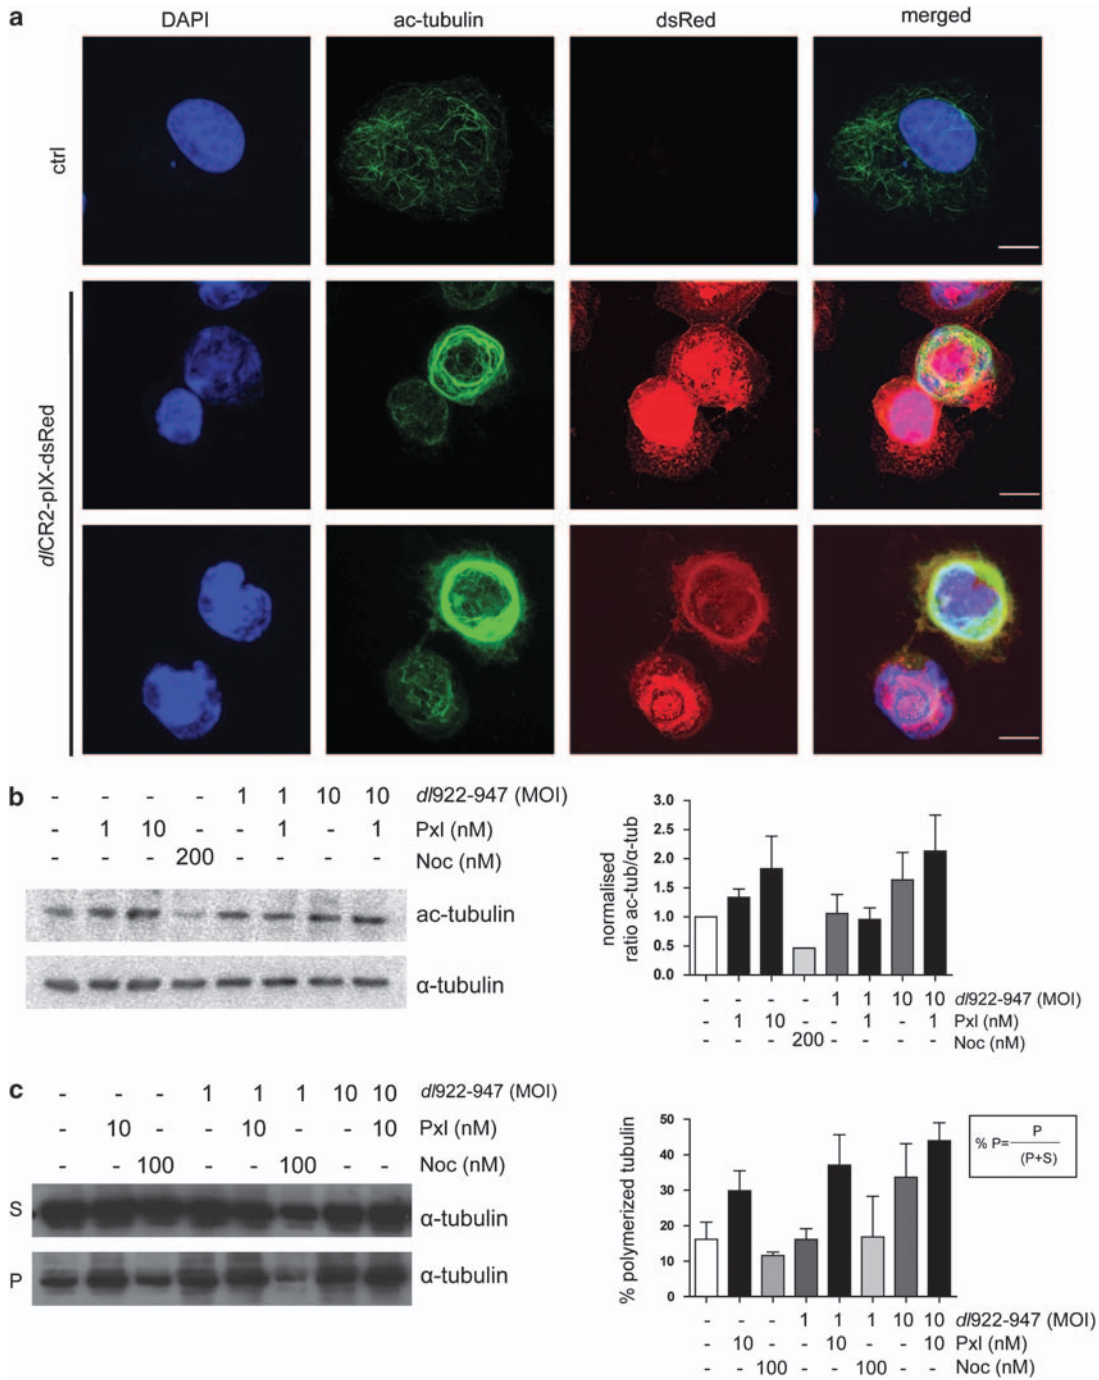 a
DAPI ac-tubulin dsRed merged
ctrl
dlCR2-pIX-dsRed
b
- - - - 1 1 10 10 dl922-947 (MOI)
- 1 10 - - 1 - 1 Pxl (nM)
- - - 200 - - - - Noc (nM)
ac-tubulin
α-tubulin
normalised
ratio ac-tub/α-tub
3.0
2.5
2.0
1.5
1.0
0.5
0.0
- - - - 1 1 10 10 dl922-947 (MOI)
- 1 10 - - 1 - 1 Pxl (nM)
- - - 200 - - - - Noc (nM)
c
- - - 1 1 1 10 10 dl922-947 (MOI)
- 10 - - 10 - - 10 Pxl (nM)
- - 100 - - 100 - - Noc (nM)
S α-tubulin
P α-tubulin
% polymerized tubulin
50
40
30
20
10
0
% P= P
(P+S)
- - - 1 1 1 10 10 dl922-947 (MOI)
- 10 - - 10 - - 10 Pxl (nM)
- - 100 - - 100 - - Noc (nM)